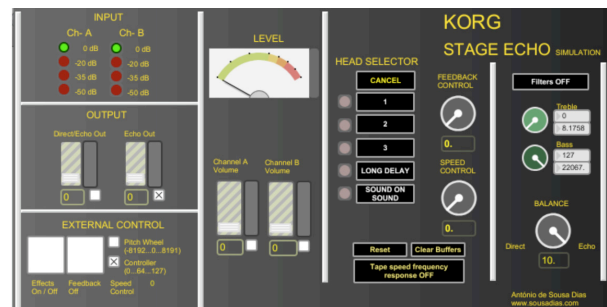 INPUT
Ch- A Ch- B
0 dB 0 dB
-20 dB -20 dB
-35 dB -35 dB
-50 dB -50 dB
OUTPUT
Direct/Echo Out Echo Out
0 0
EXTERNAL CONTROL
Pitch Wheel
(-8192...0...8191)
Controller
(0...64...127)
Effects Feedback Speed 0
On / Off Off Control
LEVEL
Channel A Channel B
Volume Volume
0 0
HEAD SELECTOR
CANCEL
1
2
3
LONG DELAY
SOUND ON
SOUND
KORG
STAGE ECHO SIMULATION
FEEDBACK
CONTROL
0.
SPEED
CONTROL
0.
Reset Clear Buffers
Tape speed frequency
response OFF
Filters OFF
Treble
0
8.1758
Bass
127
22067.
BALANCE
Direct Echo
10.
António de Sousa Dias
www.sousadias.com